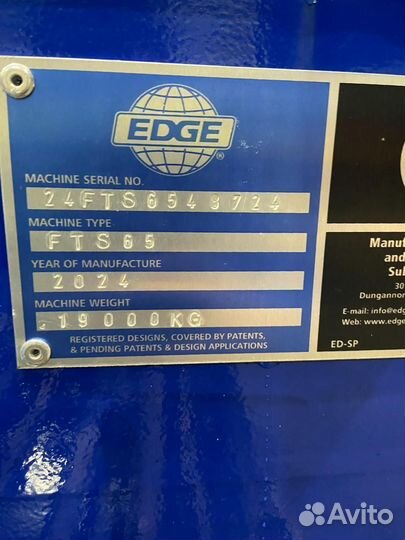 EDGE
®
MACHINE SERIAL NO.
24FTS6548724
MACHINE TYPE
FTS65
YEAR OF MANUFACTURE
2024
MACHINE WEIGHT
.19000KG
REGISTERED DESIGNS, COVERED BY PATENTS,
& PENDING PATENTS & DESIGN APPLICATIONS
Manuf
and
Su
30
Dungannon
E-mail: info@edg
Web: www.edge
ED-SP
Avito